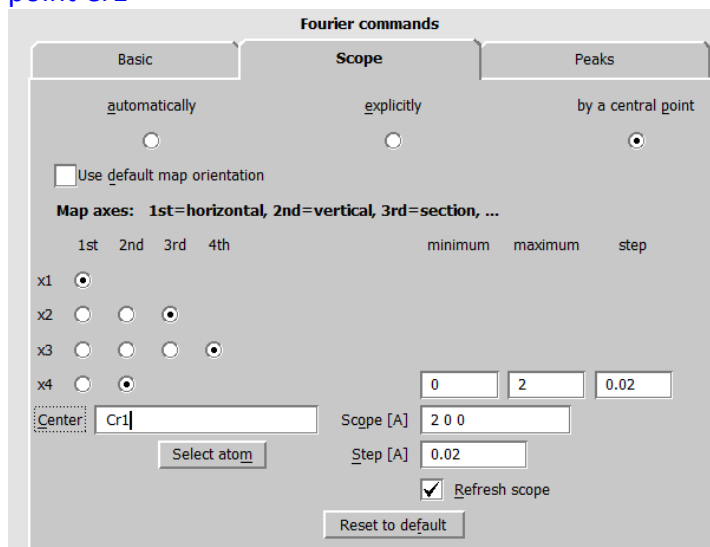 point Cr1
Fourier commands
Basic Scope Peaks
automatically explicitly by a central point
Use default map orientation
Map axes: 1st=horizontal, 2nd=vertical, 3rd=section, ...
1st 2nd 3rd 4th minimum maximum step
x1
x2
x3
x4 0 2 0.02
Center Cr1 Scope [A] 2 0 0
Select atom Step [A] 0.02
Refresh scope
Reset to default